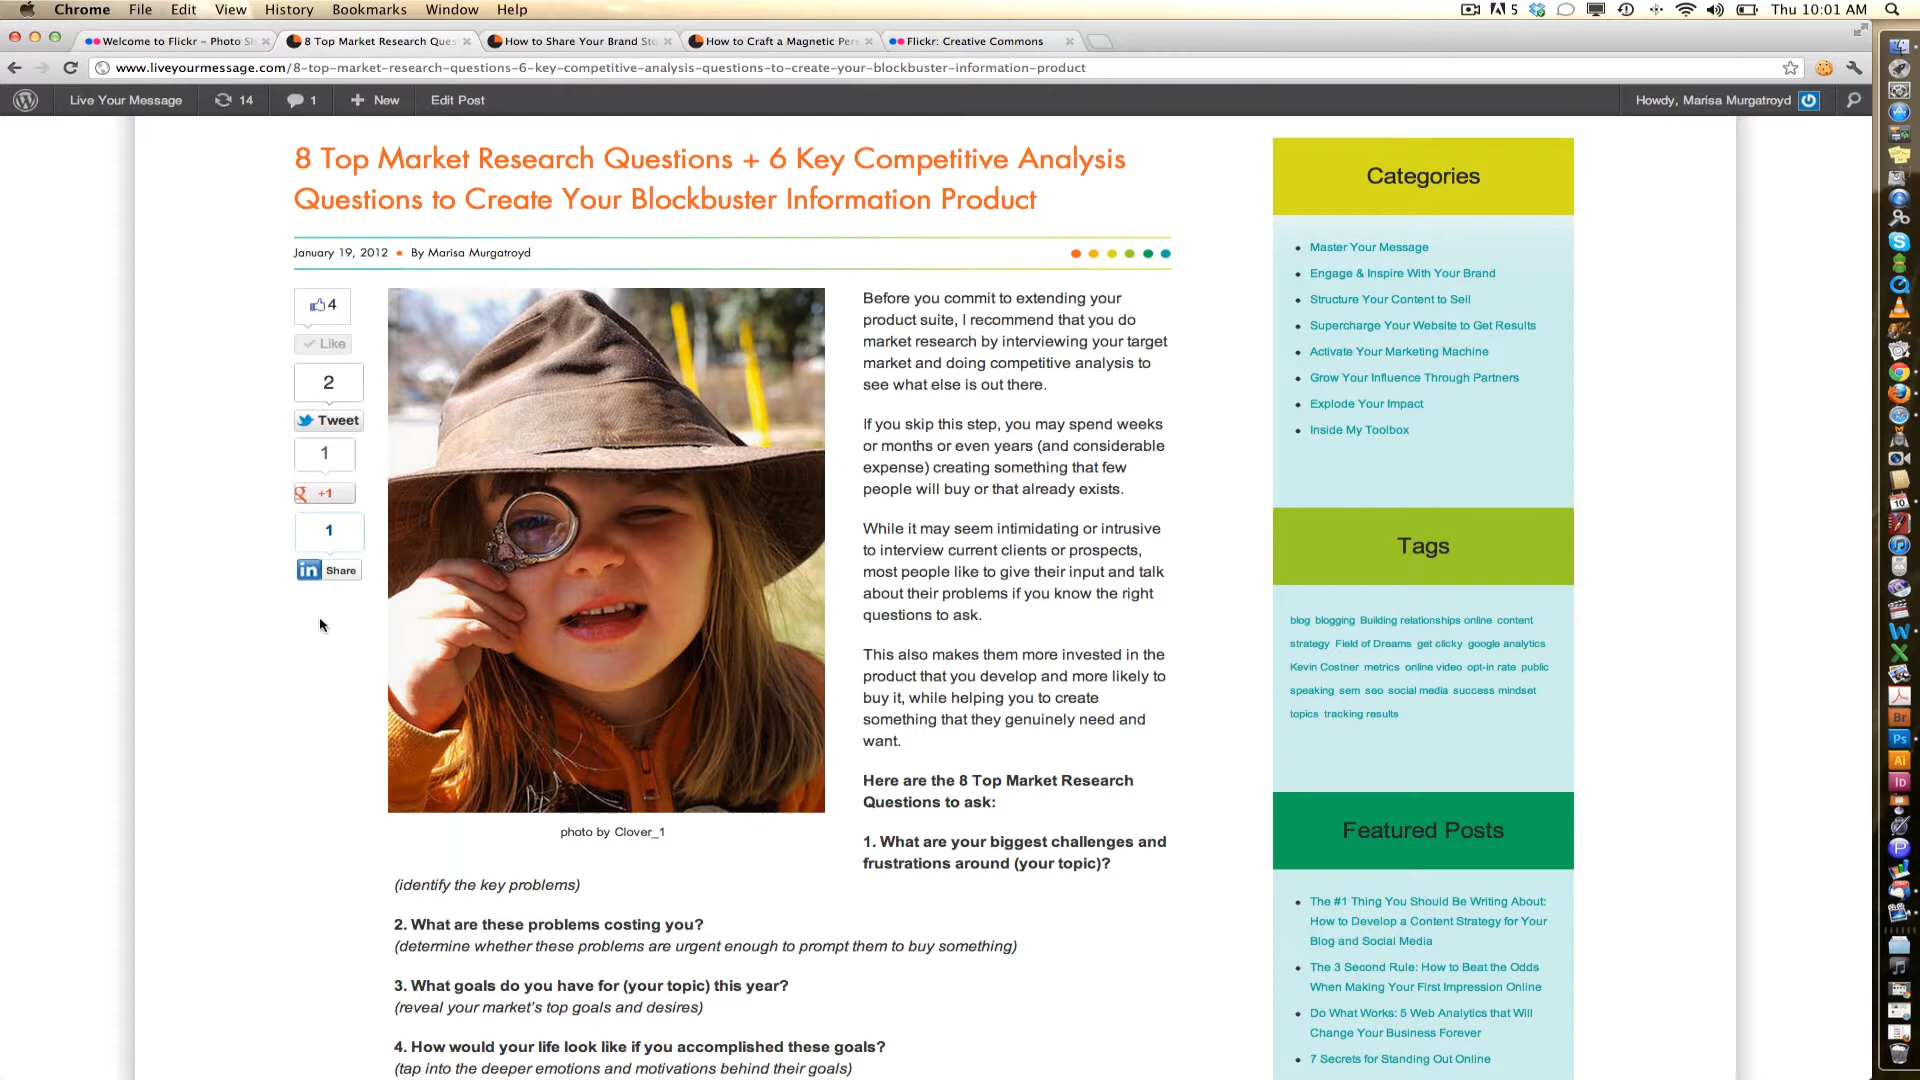 Chrome File Edit View History Bookmarks Window Help
5
Thu 10:01 AM
Welcome to Flickr – Photo Sh
8 Top Market Research Ques
How to Share Your Brand Sto
How to Craft a Magnetic Per
Flickr: Creative Commons
www.liveyourmessage.com/8-top-market-research-questions-6-key-competitive-analysis-questions-to-create-your-blockbuster-information-product
Live Your Message 14 1 New Edit Post
Howdy, Marisa Murgatroyd
8 Top Market Research Questions + 6 Key Competitive Analysis
Questions to Create Your Blockbuster Information Product
January 19, 2012 • By Marisa Murgatroyd
4
Like
2
Tweet
1
g +1
1
in Share
Before you commit to extending your
product suite, I recommend that you do
market research by interviewing your target
market and doing competitive analysis to
see what else is out there.
If you skip this step, you may spend weeks
or months or even years (and considerable
expense) creating something that few
people will buy or that already exists.
While it may seem intimidating or intrusive
to interview current clients or prospects,
most people like to give their input and talk
about their problems if you know the right
questions to ask.
This also makes them more invested in the
product that you develop and more likely to
buy it, while helping you to create
something that they genuinely need and
want.
Here are the 8 Top Market Research
Questions to ask:
photo by Clover_1
1. What are your biggest challenges and
frustrations around (your topic)?
(identify the key problems)
2. What are these problems costing you?
(determine whether these problems are urgent enough to prompt them to buy something)
3. What goals do you have for (your topic) this year?
(reveal your market's top goals and desires)
4. How would your life look like if you accomplished these goals?
(tap into the deeper emotions and motivations behind their goals)
Categories
Master Your Message
Engage & Inspire With Your Brand
Structure Your Content to Sell
Supercharge Your Website to Get Results
Activate Your Marketing Machine
Grow Your Influence Through Partners
Explode Your Impact
Inside My Toolbox
Tags
blog blogging Building relationships online content
strategy Field of Dreams get clicky google analytics
Kevin Costner metrics online video opt-in rate public
speaking sem seo social media success mindset
topics tracking results
Featured Posts
The #1 Thing You Should Be Writing About:
How to Develop a Content Strategy for Your
Blog and Social Media
The 3 Second Rule: How to Beat the Odds
When Making Your First Impression Online
Do What Works: 5 Web Analytics that Will
Change Your Business Forever
7 Secrets for Standing Out Online
10
Br
Ps
Ai
Id